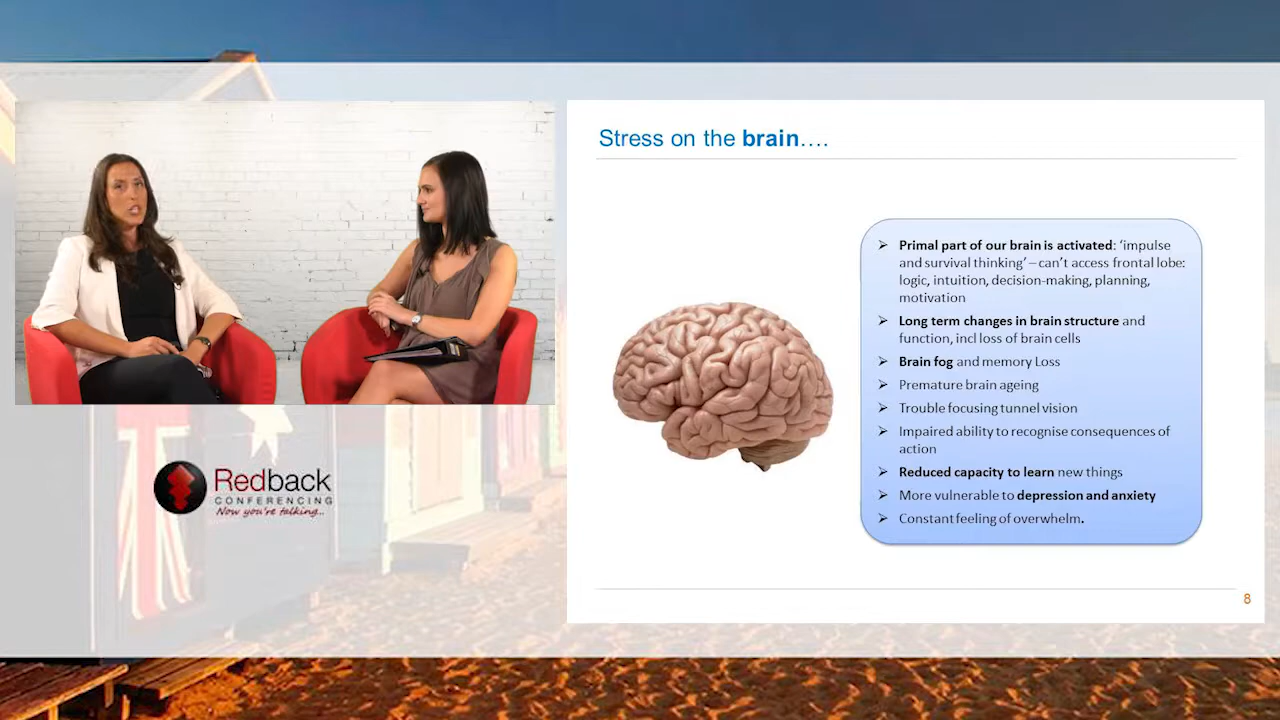 Stress on the brain....
➢ Primal part of our brain is activated: ‘impulse
and survival thinking’ – can’t access frontal lobe:
logic, intuition, decision-making, planning,
motivation
➢ Long term changes in brain structure and
function, incl loss of brain cells
➢ Brain fog and memory Loss
➢ Premature brain ageing
➢ Trouble focusing tunnel vision
➢ Impaired ability to recognise consequences of
action
➢ Reduced capacity to learn new things
➢ More vulnerable to depression and anxiety
➢ Constant feeling of overwhelm.
8
Redback
CONFERENCING
Now you're talking...